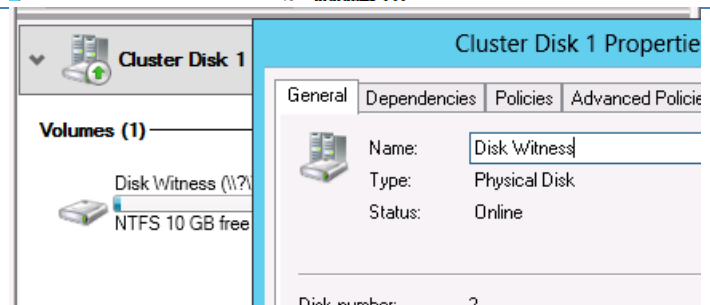 Cluster Disk 1 Propertie
Cluster Disk 1
General Dependencies Policies Advanced Policie
Volumes (1)
Name: Disk Witness
Type: Physical Disk
Disk Witness (\\?\
Status: Online
NTFS 10 GB free
Disk number: 2